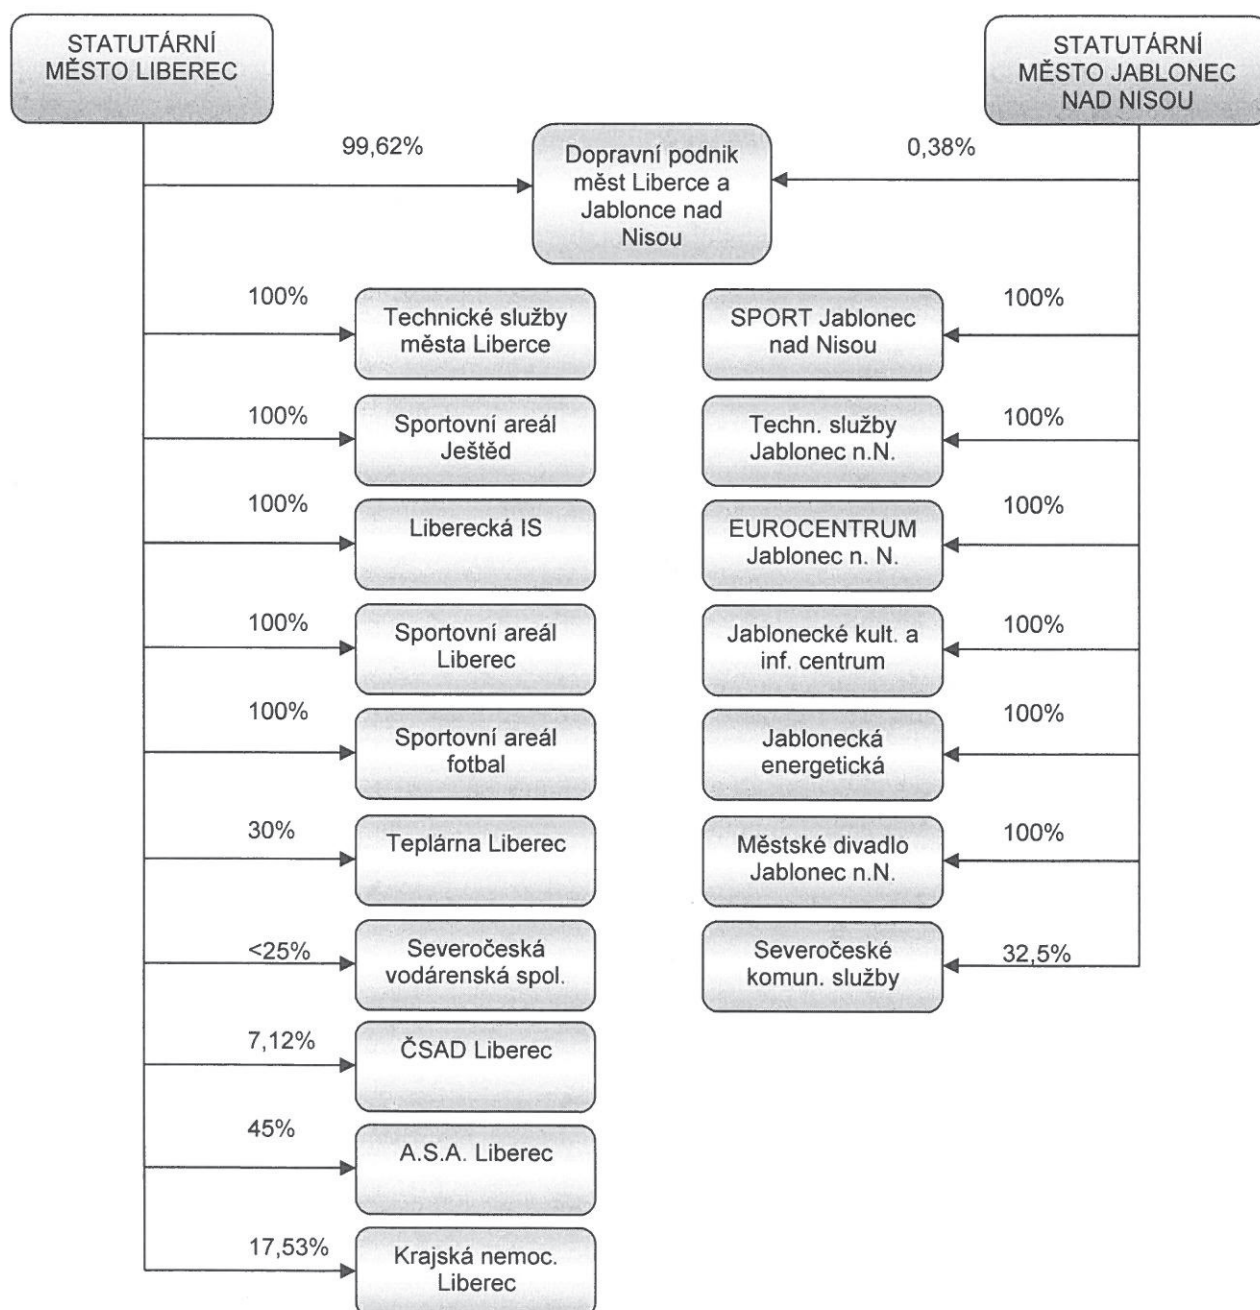 STATUTÁRNÍ
MĚSTO LIBEREC
STATUTÁRNÍ
MĚSTO JABLONEC
NAD NISOU
99,62%
Dopravní podnik
měst Liberce a
Jablonce nad
Nisou
0,38%
100%
Technické služby
města Liberce
SPORT Jablonec
nad Nisou
100%
100%
Sportovní areál
Ještěd
Techn. služby
Jablonec n.N.
100%
100%
Liberecká IS
EUROCENTRUM
Jablonec n. N.
100%
100%
Sportovní areál
Liberec
Jablonecké kult. a
inf. centrum
100%
100%
Sportovní areál
fotbal
Jablonecká
energetická
100%
30%
Teplárna Liberec
Městské divadlo
Jablonec n.N.
100%
<25%
Severočeská
vodárenská spol.
Severočeské
komun. služby
32,5%
7,12%
ČSAD Liberec
45%
A.S.A. Liberec
17,53%
Krajská nemoc.
Liberec